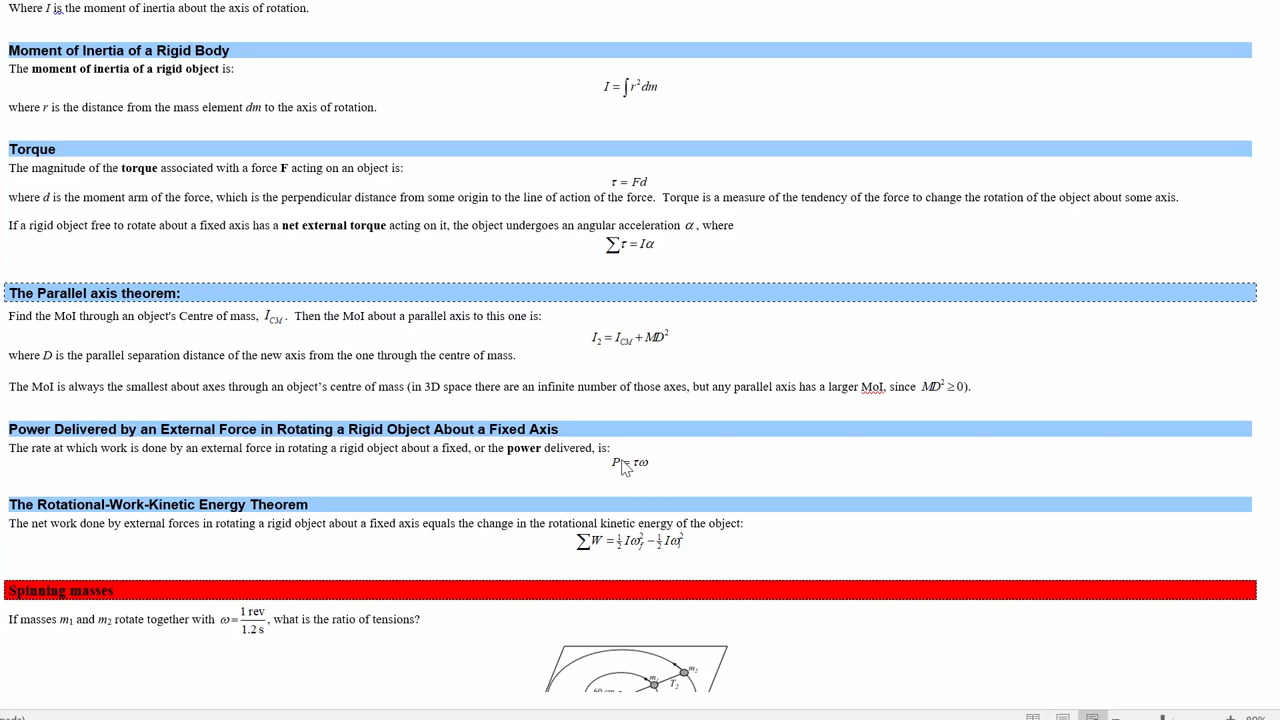 Where I is the moment of inertia about the axis of rotation.
Moment of Inertia of a Rigid Body
The moment of inertia of a rigid object is:
I = ∫r²dm
where r is the distance from the mass element dm to the axis of rotation.
Torque
The magnitude of the torque associated with a force F acting on an object is:
τ = Fd
where d is the moment arm of the force, which is the perpendicular distance from some origin to the line of action of the force. Torque is a measure of the tendency of the force to change the rotation of the object about some axis.
If a rigid object free to rotate about a fixed axis has a net external torque acting on it, the object undergoes an angular acceleration α, where
∑τ = Iα
The Parallel axis theorem:
Find the MoI through an object's Centre of mass, I_CM. Then the MoI about a parallel axis to this one is:
I₂ = I_CM + MD²
where D is the parallel separation distance of the new axis from the one through the centre of mass.
The MoI is always the smallest about axes through an object’s centre of mass (in 3D space there are an infinite number of those axes, but any parallel axis has a larger MoI, since MD² ≥ 0).
Power Delivered by an External Force in Rotating a Rigid Object About a Fixed Axis
The rate at which work is done by an external force in rotating a rigid object about a fixed, or the power delivered, is:
P = τω
The Rotational-Work-Kinetic Energy Theorem
The net work done by external forces in rotating a rigid object about a fixed axis equals the change in the rotational kinetic energy of the object:
∑W = ½Iω_f² − ½Iω_i²
Spinning masses
If masses m₁ and m₂ rotate together with ω = 1 rev / 1.2 s, what is the ratio of tensions?
m₂
T₂
80%